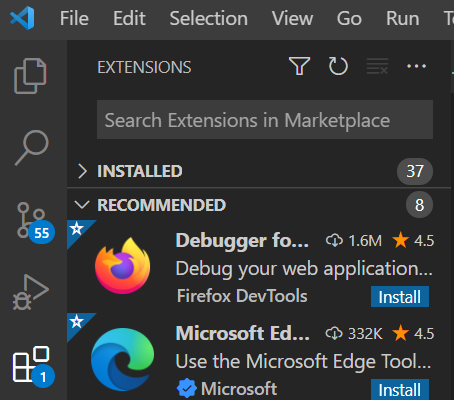 File Edit Selection View Go Run
EXTENSIONS
Search Extensions in Marketplace
INSTALLED 37
RECOMMENDED 8
55
Debugger fo... 1.6M 4.5
Debug your web application...
Firefox DevTools Install
Microsoft Ed... 332K 4.5
1
Use the Microsoft Edge Tool...
Microsoft Install